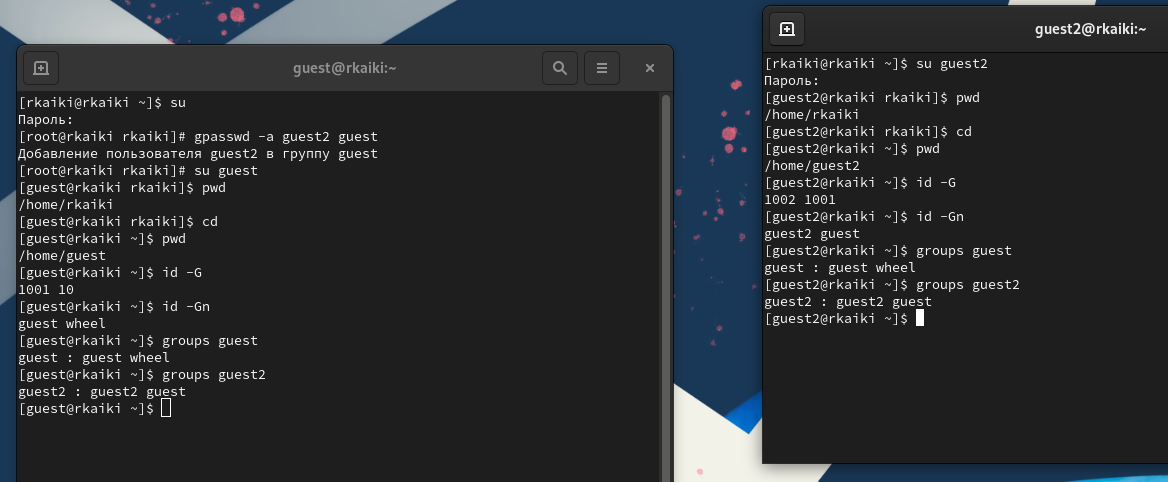 guest@rkaiki:~
[rkaiki@rkaiki ~]$ su
Пароль:
[root@rkaiki rkaiki]# gpasswd -a guest2 guest
Добавление пользователя guest2 в группу guest
[root@rkaiki rkaiki]# su guest
[guest@rkaiki rkaiki]$ pwd
/home/rkaiki
[guest@rkaiki rkaiki]$ cd
[guest@rkaiki ~]$ pwd
/home/guest
[guest@rkaiki ~]$ id -G
1001 10
[guest@rkaiki ~]$ id -Gn
guest wheel
[guest@rkaiki ~]$ groups guest
guest : guest wheel
[guest@rkaiki ~]$ groups guest2
guest2 : guest2 guest
[guest@rkaiki ~]$
guest2@rkaiki:~
[rkaiki@rkaiki ~]$ su guest2
Пароль:
[guest2@rkaiki rkaiki]$ pwd
/home/rkaiki
[guest2@rkaiki rkaiki]$ cd
[guest2@rkaiki ~]$ pwd
/home/guest2
[guest2@rkaiki ~]$ id -G
1002 1001
[guest2@rkaiki ~]$ id -Gn
guest2 guest
[guest2@rkaiki ~]$ groups guest
guest : guest wheel
[guest2@rkaiki ~]$ groups guest2
guest2 : guest2 guest
[guest2@rkaiki ~]$